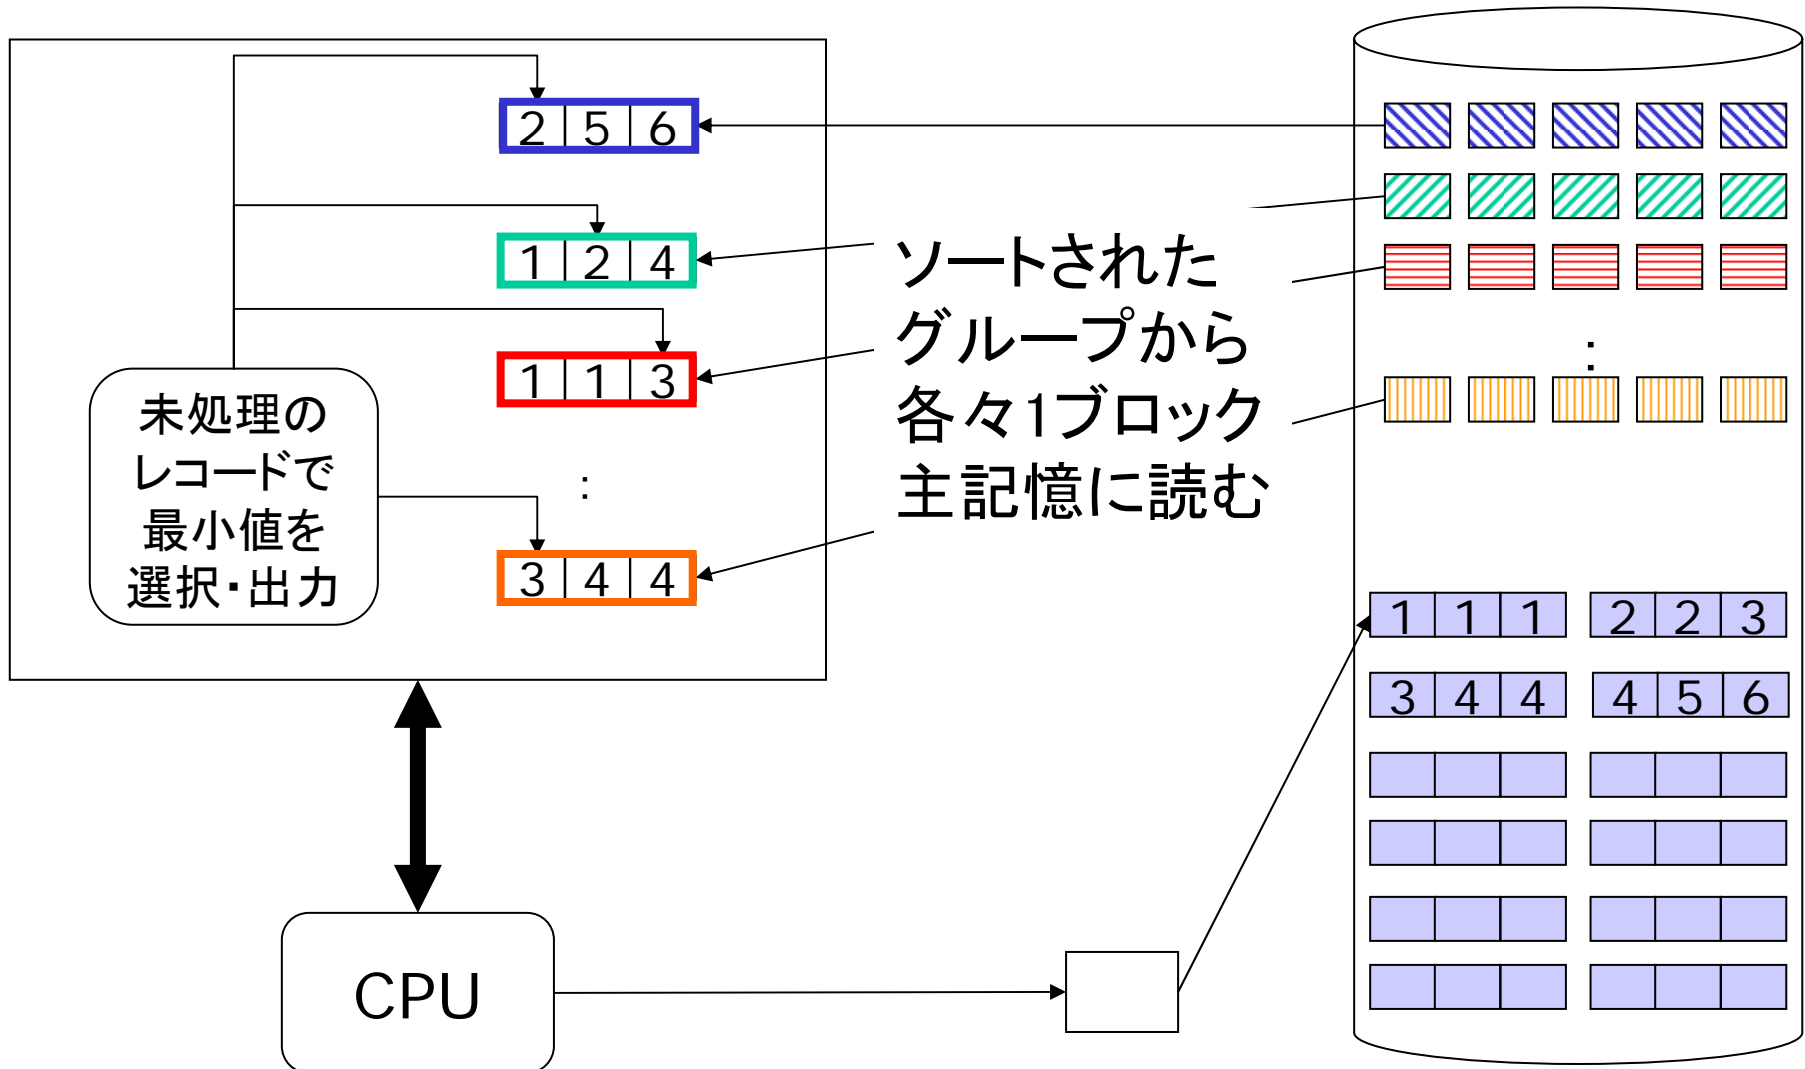 2 5 6
1 2 4
1 1 3
:
3 4 4
未処理の
レコードで
最小値を
選択・出力
ソートされた
グループから
各々1ブロック
主記憶に読む
:
1 1 1 2 2 3
3 4 4 4 5 6
CPU